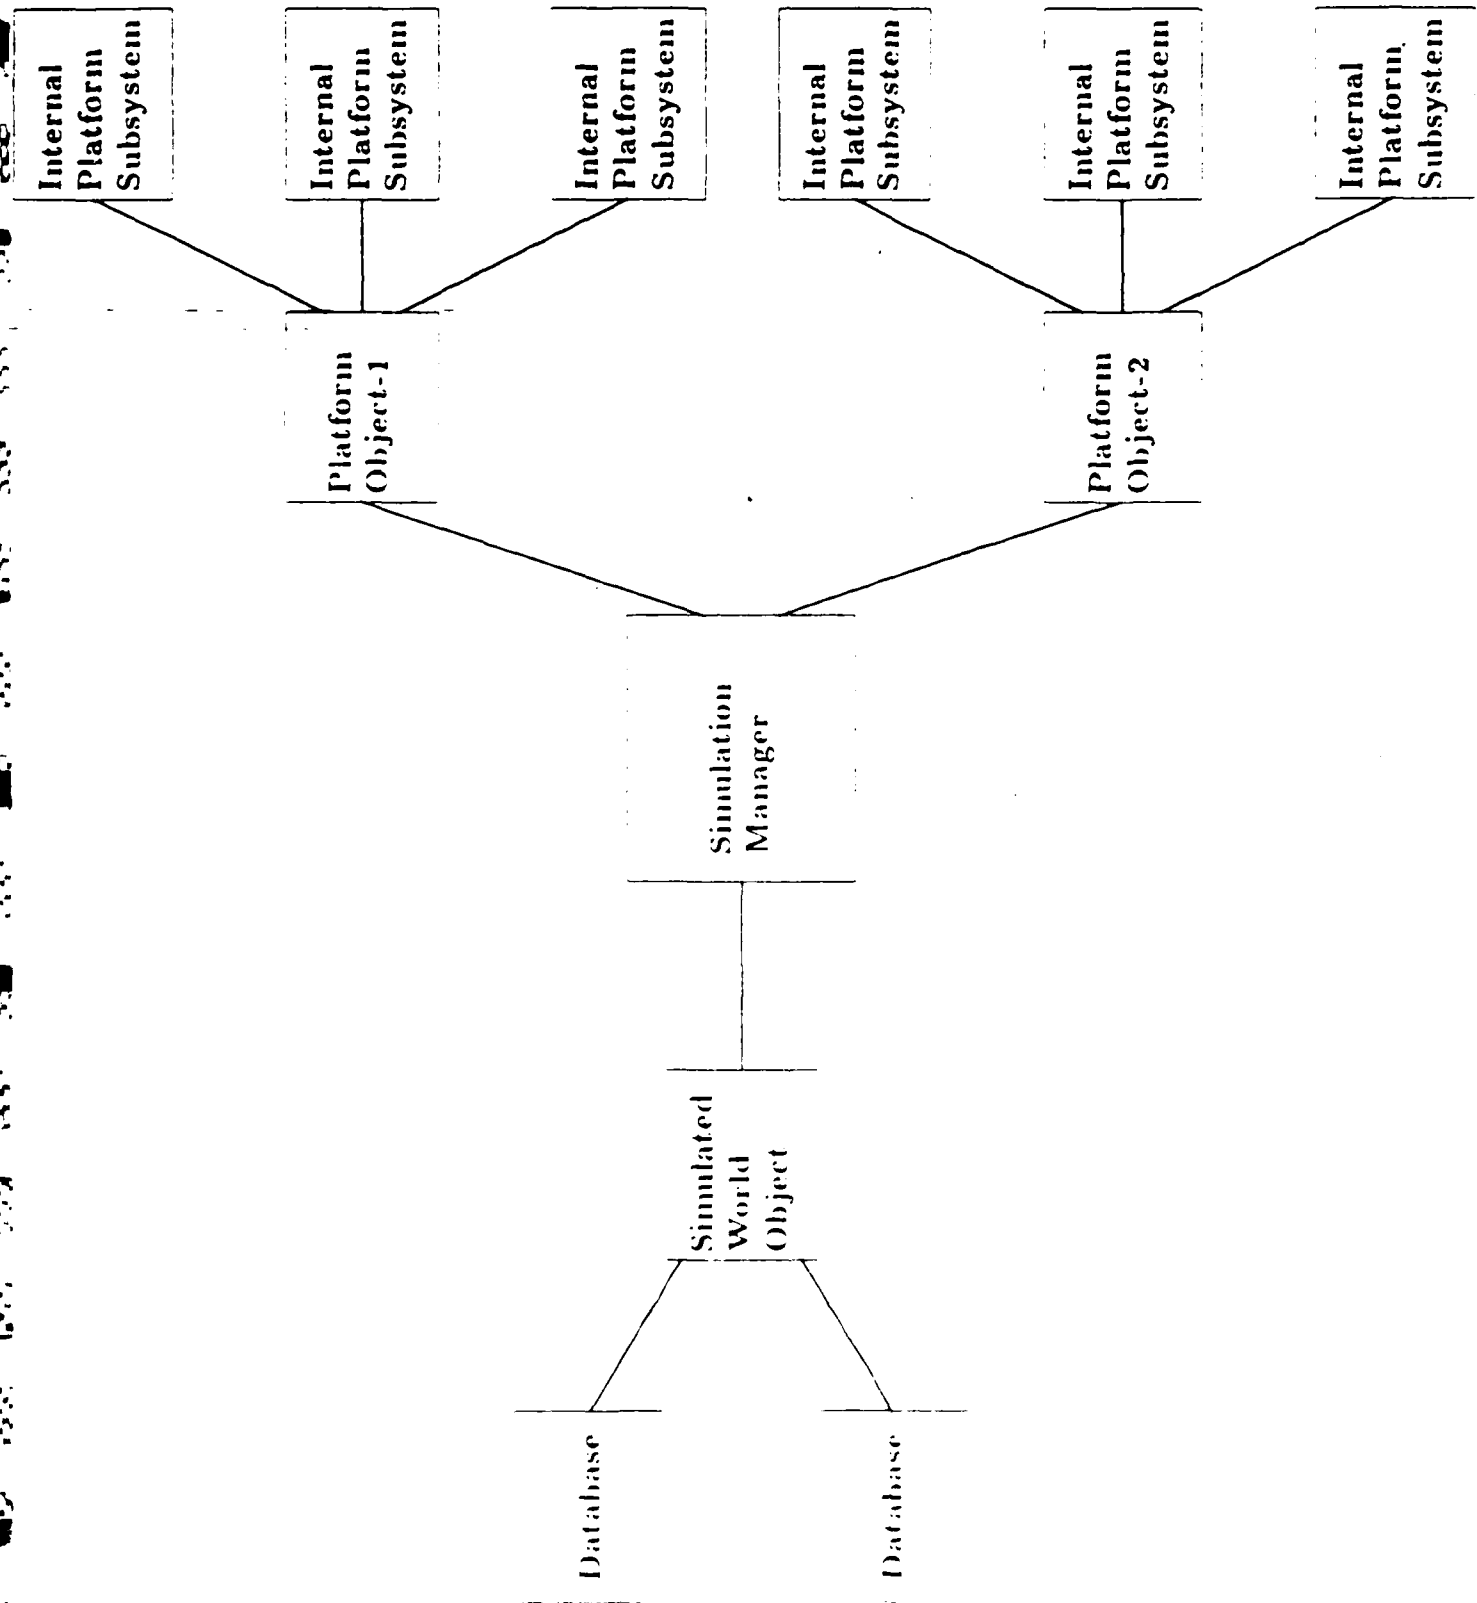 Database
Database
Simulated
World
Object
Simulation
Manager
Platform
Object-1
Platform
Object-2
Internal
Platform
Subsystem
Internal
Platform
Subsystem
Internal
Platform
Subsystem
Internal
Platform
Subsystem
Internal
Platform
Subsystem
Internal
Platform
Subsystem